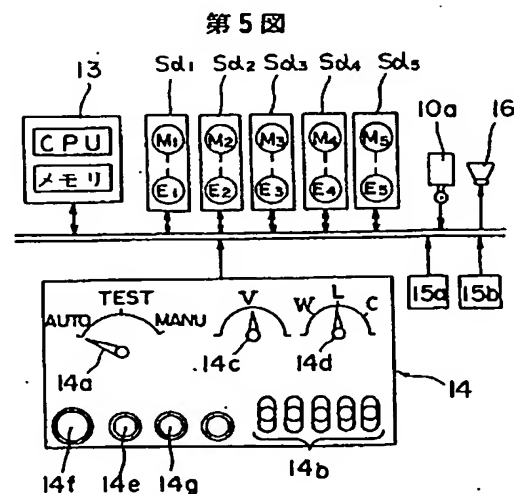 第5図
13 Sd1 Sd2 Sd3 Sd4 Sd5 10a 16
CPU M1 M2 M3 M4 M5
メモリ E1 E2 E3 E4 E5
15a 15b
TEST V L
AUTO MANU W C
14a 14c 14d 14
14f 14e 14g 14b